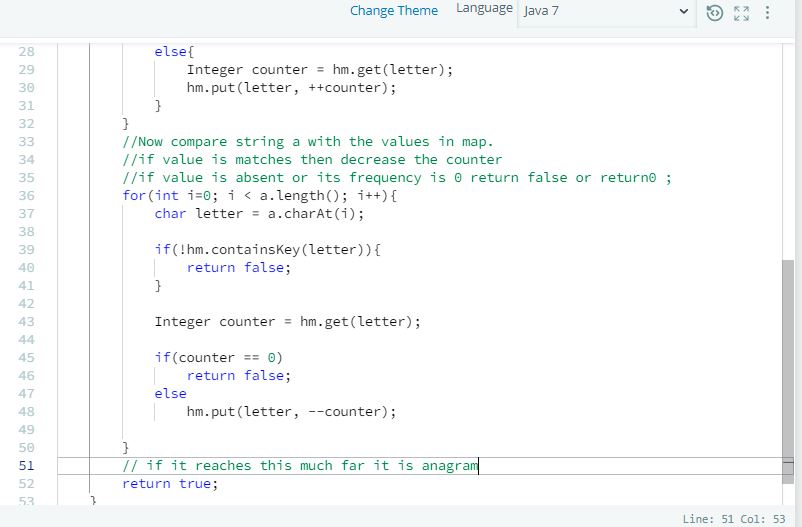 Change Theme Language Java 7
28 else{
29 Integer counter = hm.get(letter);
30 hm.put(letter, ++counter);
31 }
32 }
33 //Now compare string a with the values in map.
34 //if value is matches then decrease the counter
35 //if value is absent or its frequency is 0 return false or return0 ;
36 for(int i=0; i < a.length(); i++){
37 char letter = a.charAt(i);
38
39 if(!hm.containsKey(letter)){
40 return false;
41 }
42
43 Integer counter = hm.get(letter);
44
45 if(counter == 0)
46 return false;
47 else
48 hm.put(letter, --counter);
49
50 }
51 // if it reaches this much far it is anagram
52 return true;
53 }
Line: 51 Col: 53